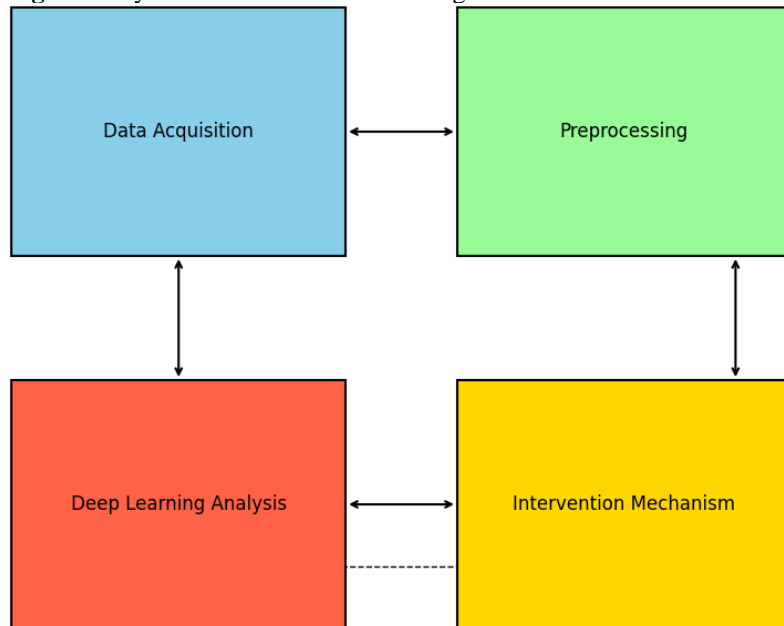 Data Acquisition
Preprocessing
Deep Learning Analysis
Intervention Mechanism